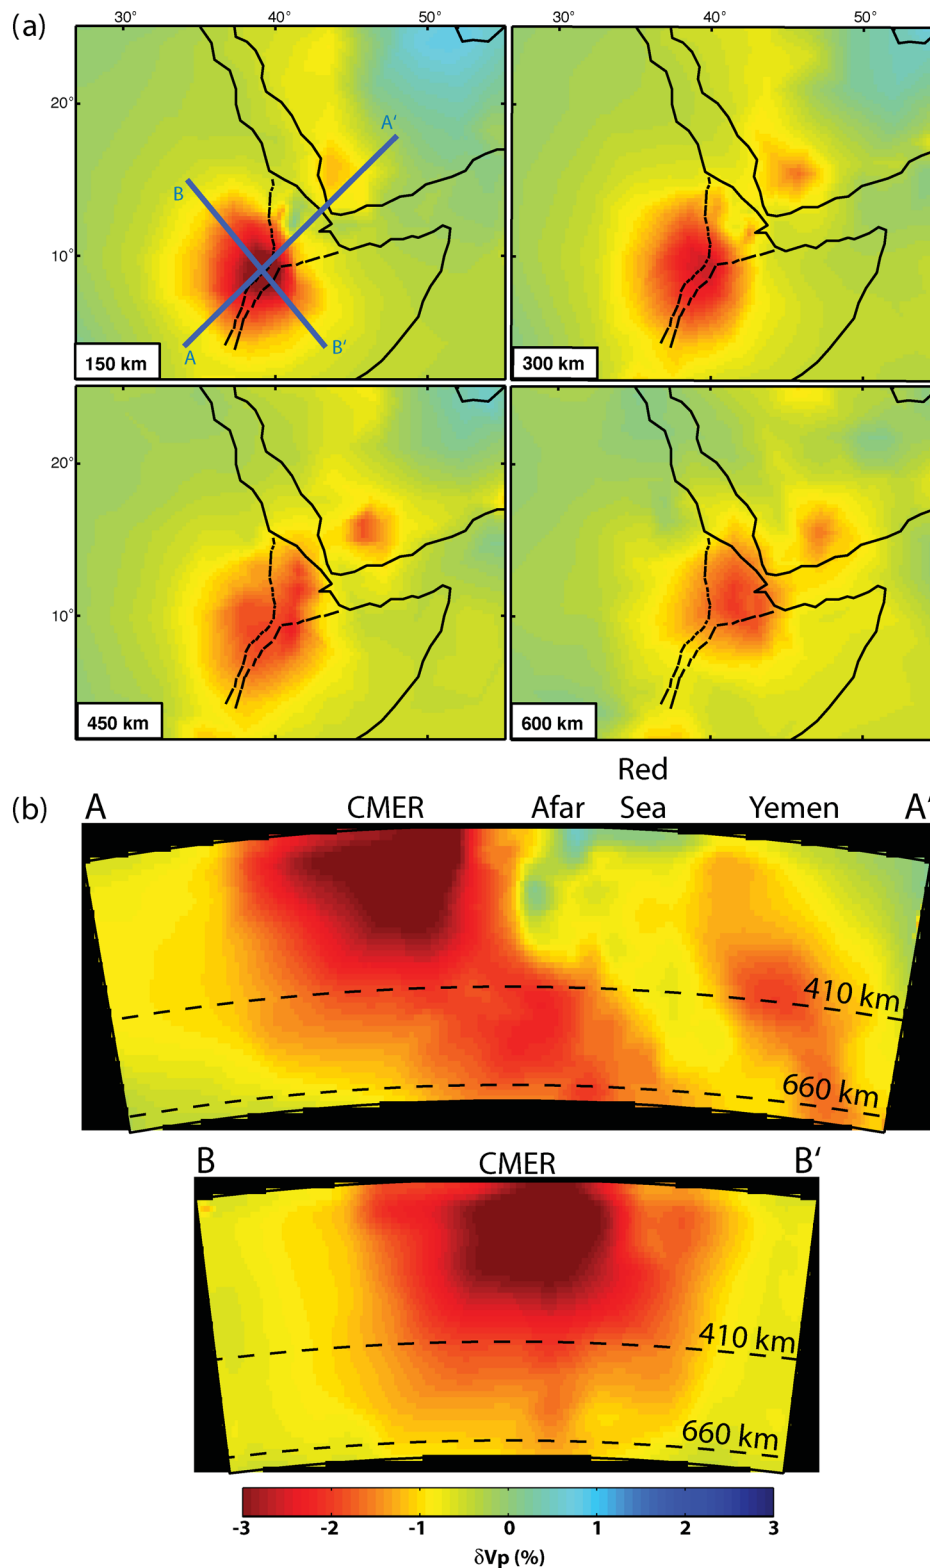 (a)
30° 40° 50° 30° 40° 50°
20°
A'
B
10°
A
B'
150 km
300 km
20°
10°
450 km
600 km
Red
(b) A CMER Afar Sea Yemen A'
410 km
660 km
B CMER B'
410 km
660 km
-3 -2 -1 0 1 2 3
δVp (%)